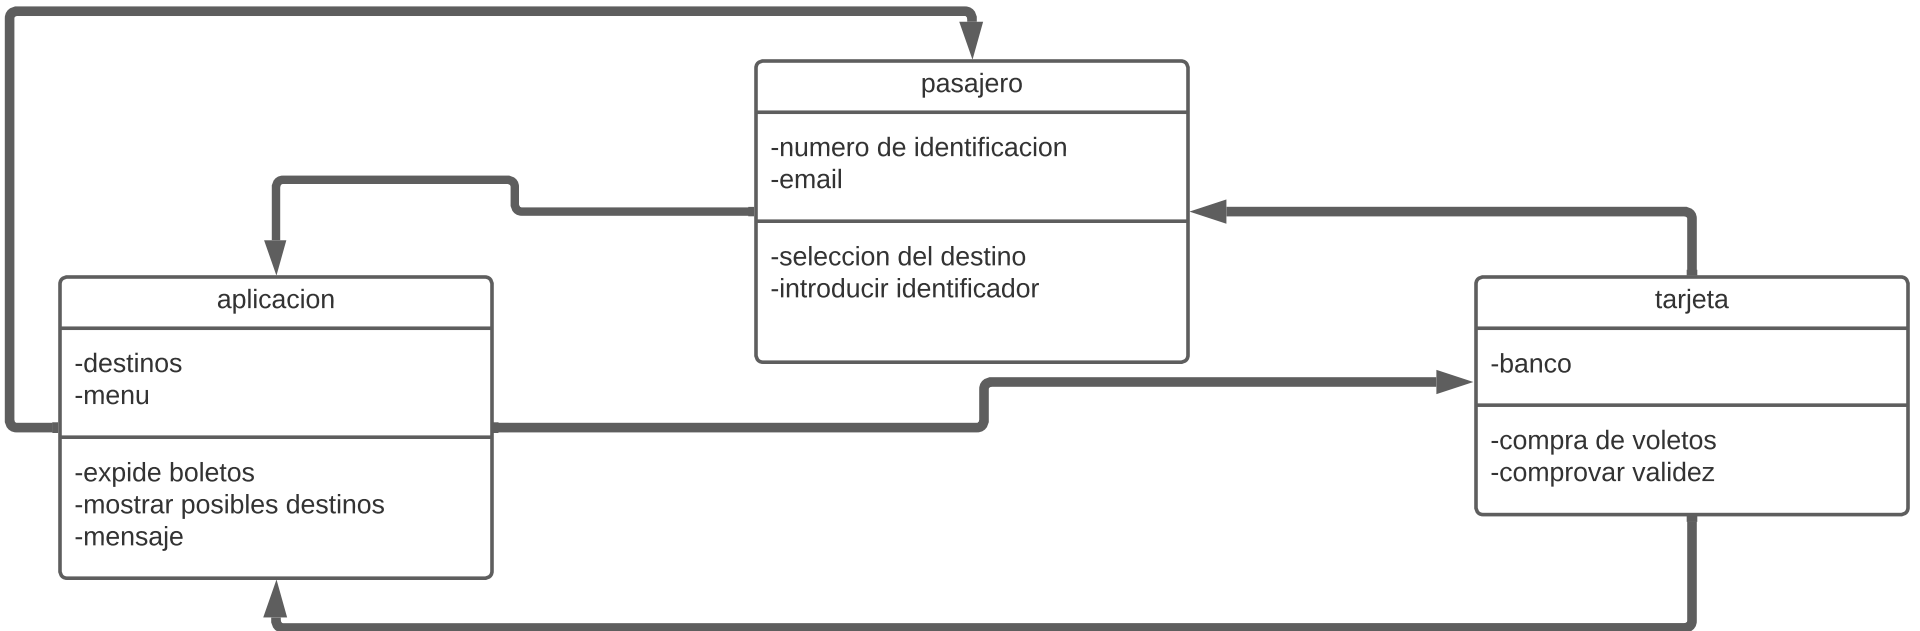 pasajero
-numero de identificacion
-email
-seleccion del destino
-introducir identificador
aplicacion
-destinos
-menu
-expide boletos
-mostrar posibles destinos
-mensaje
tarjeta
-banco
-compra de voletos
-comprovar validez